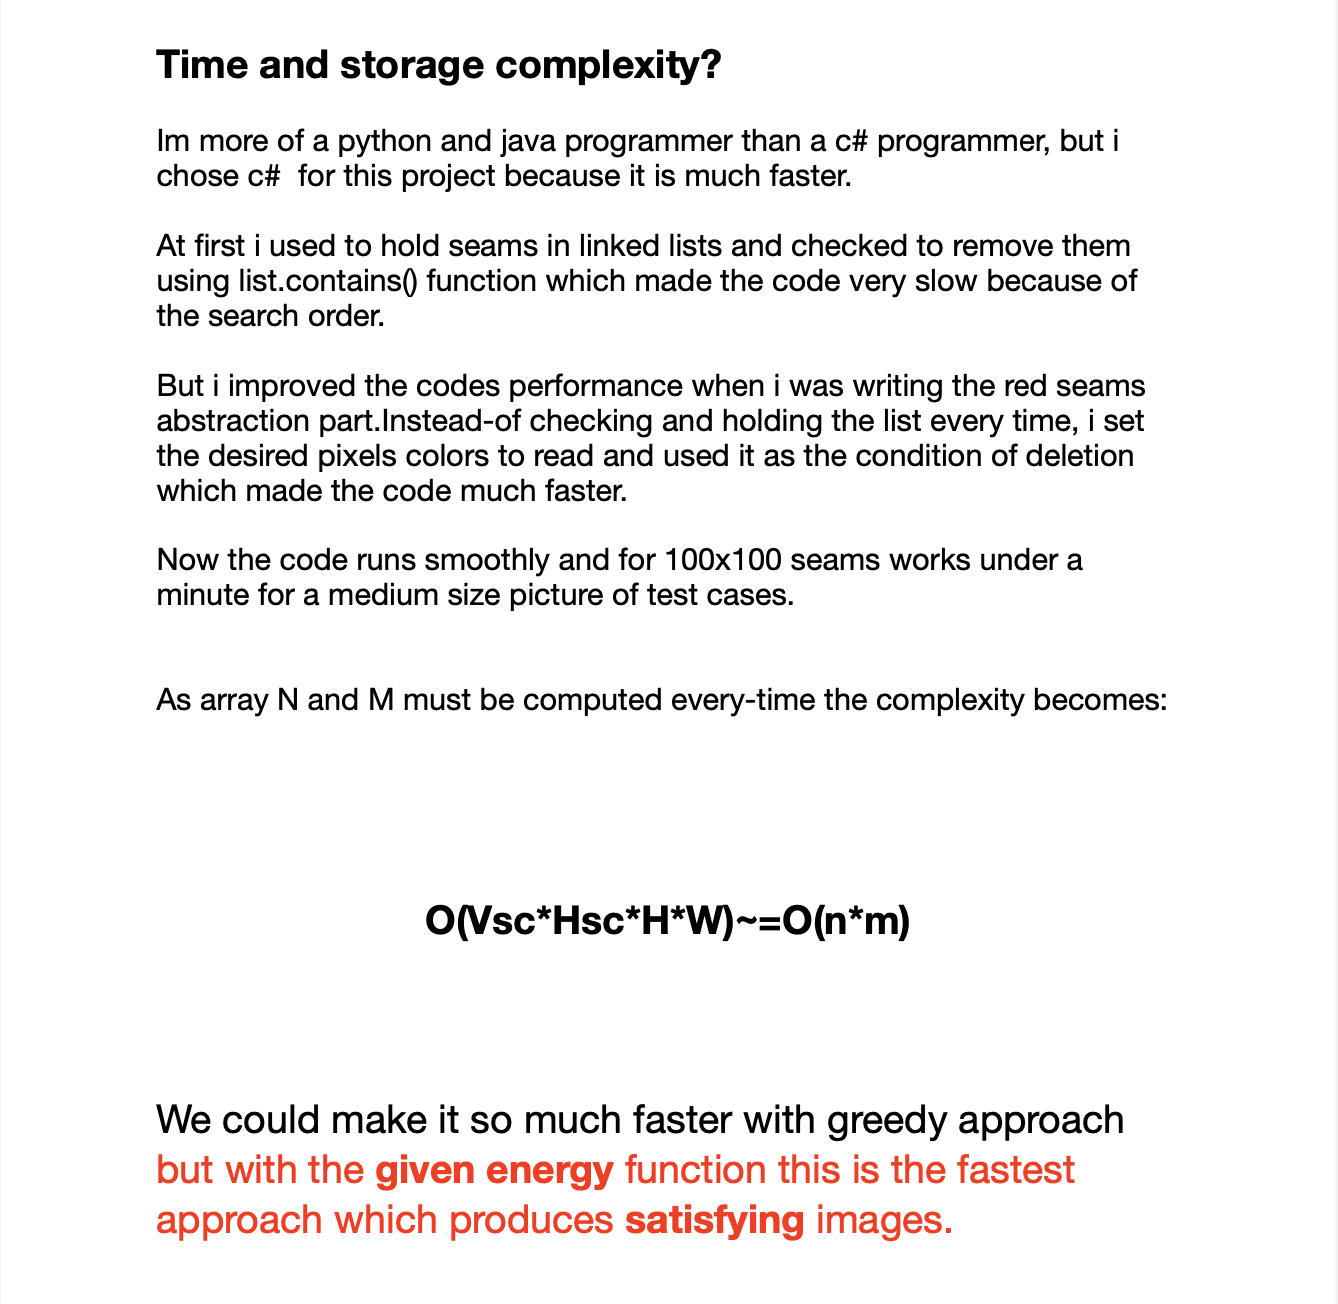 Time and storage complexity?
Im more of a python and java programmer than a c# programmer, but i
chose c#  for this project because it is much faster.
At first i used to hold seams in linked lists and checked to remove them
using list.contains() function which made the code very slow because of
the search order.
But i improved the codes performance when i was writing the red seams
abstraction part.Instead-of checking and holding the list every time, i set
the desired pixels colors to read and used it as the condition of deletion
which made the code much faster.
Now the code runs smoothly and for 100x100 seams works under a
minute for a medium size picture of test cases.
As array N and M must be computed every-time the complexity becomes:
O(Vsc*Hsc*H*W)~=O(n*m)
We could make it so much faster with greedy approach
but with the given energy function this is the fastest
approach which produces satisfying images.